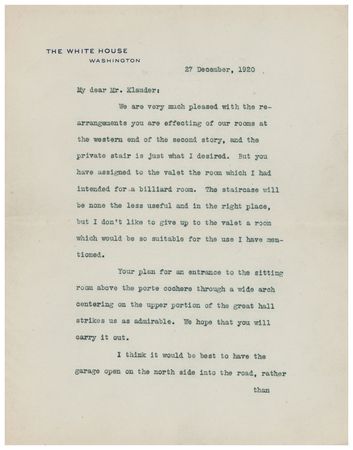 THE WHITE HOUSE
WASHINGTON
27 December, 1920
My dear Mr. Klauder:
We are very much pleased with the re-
arrangements you are effecting of our rooms at
the western end of the second story, and the
private stair is just what I desired. But you
have assigned to the valet the room which I had
intended for a billiard room. The staircase will
be none the less useful and in the right place,
but I don't like to give up to the valet a room
which would be so suitable for the use I have men-
tioned.
Your plan for an entrance to the sitting
room above the porte cochere through a wide arch
centering on the upper portion of the great hall
strikes us as admirable. We hope that you will
carry it out.
I think it would be best to have the
garage open on the north side into the road, rather
than